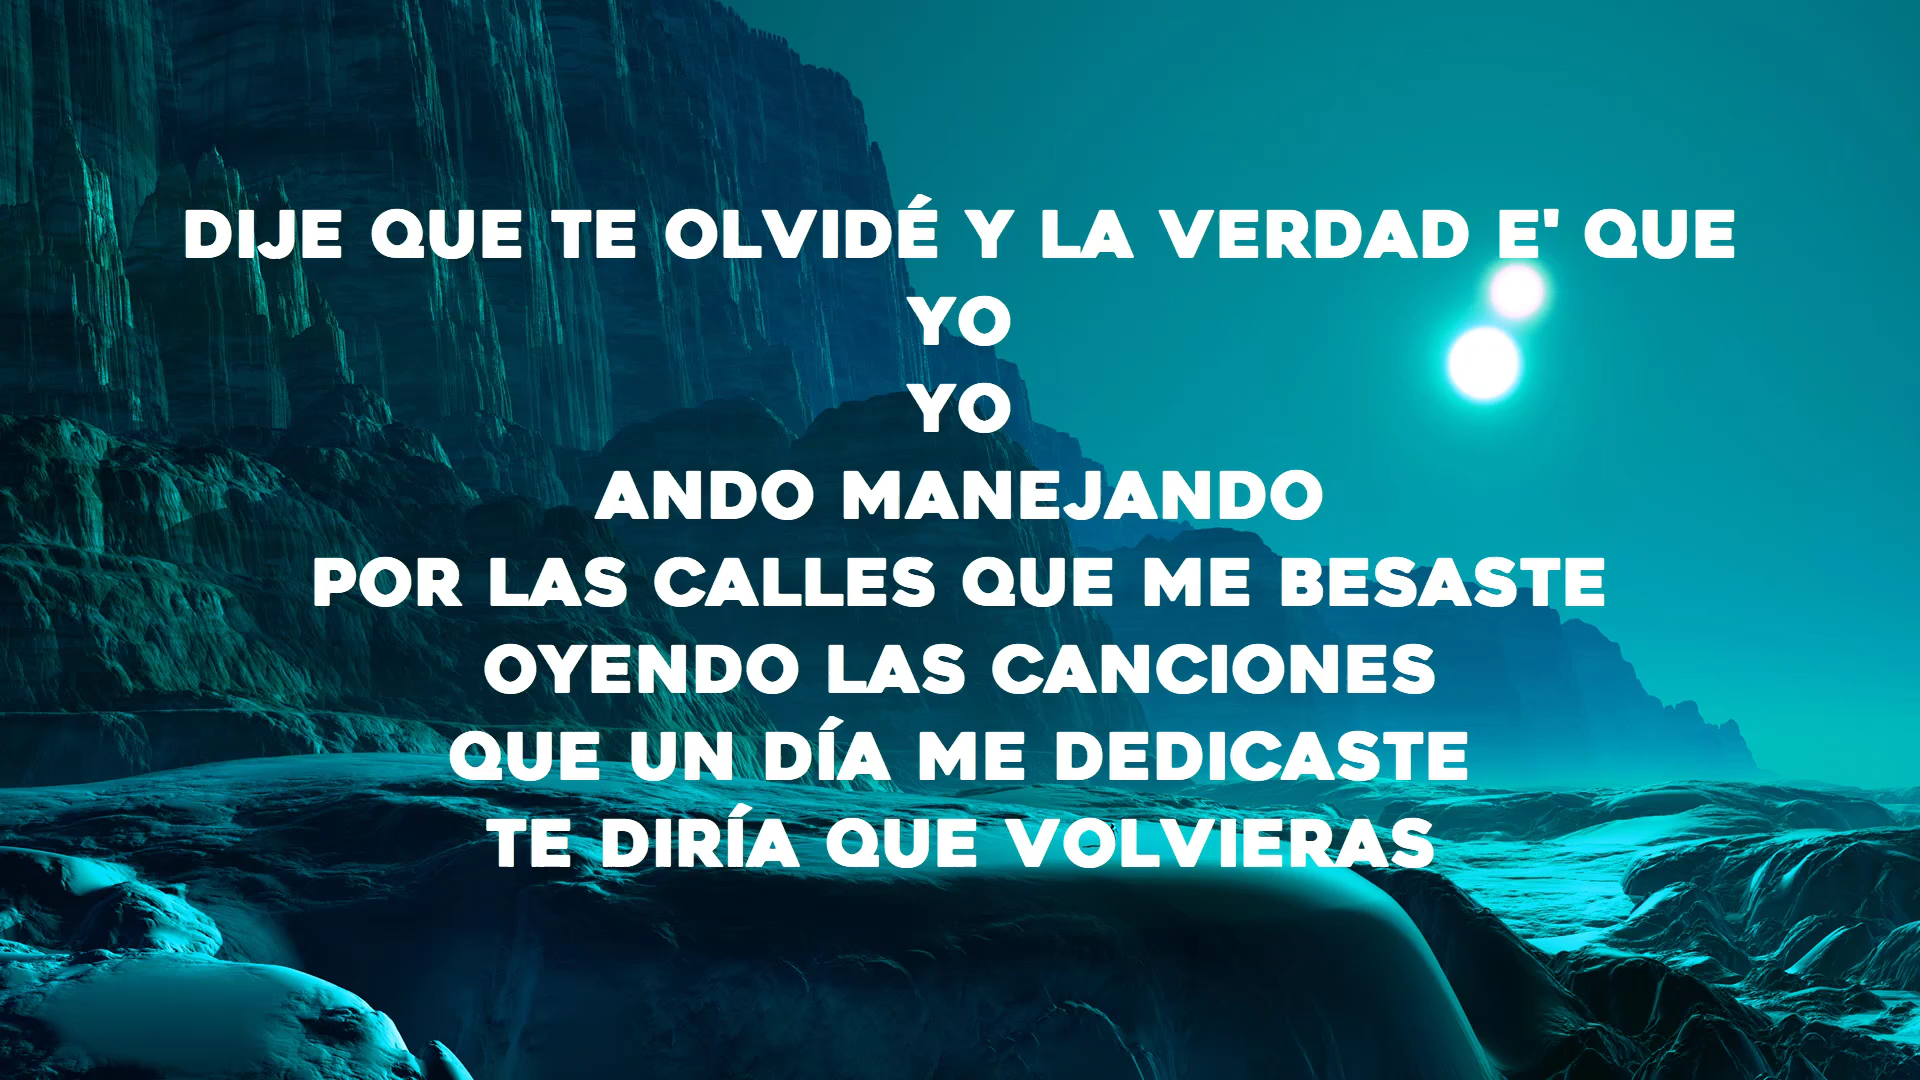 DIJE QUE TE OLVIDÉ Y LA VERDAD E' QUE
YO
YO
ANDO MANEJANDO
POR LAS CALLES QUE ME BESASTE
OYENDO LAS CANCIONES
QUE UN DÍA ME DEDICASTE
TE DIRÍA QUE VOLVIERAS